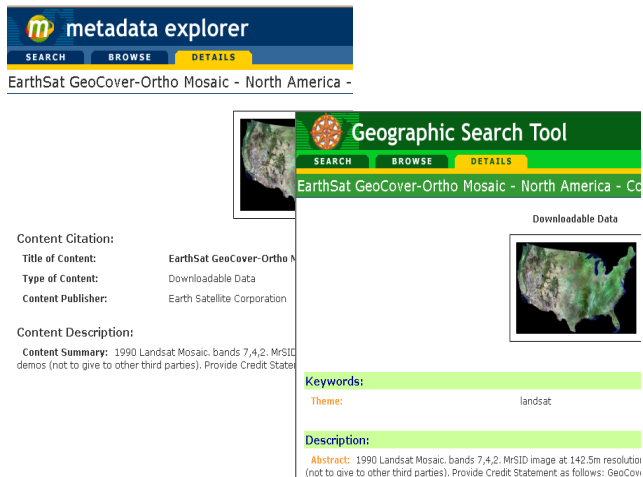 metadata explorer
SEARCH BROWSE DETAILS
EarthSat GeoCover-Ortho Mosaic - North America -
Content Citation:
Title of Content: EarthSat GeoCover-Ortho
Type of Content: Downloadable Data
Content Publisher: Earth Satellite Corporation
Content Description:
Content Summary: 1990 Landsat Mosaic. bands 7,4,2. MrSID
demos (not to give to other third parties). Provide Credit
Geographic Search Tool
SEARCH BROWSE DETAILS
EarthSat GeoCover-Ortho Mosaic - North America -
Downloadable Data
Keywords:
Theme: landsat
Description:
Abstract: 1990 Landsat Mosaic. bands 7,4,2. MrSID image at 142.5m
(not to give to other third parties). Provide Credit Statement as follows: